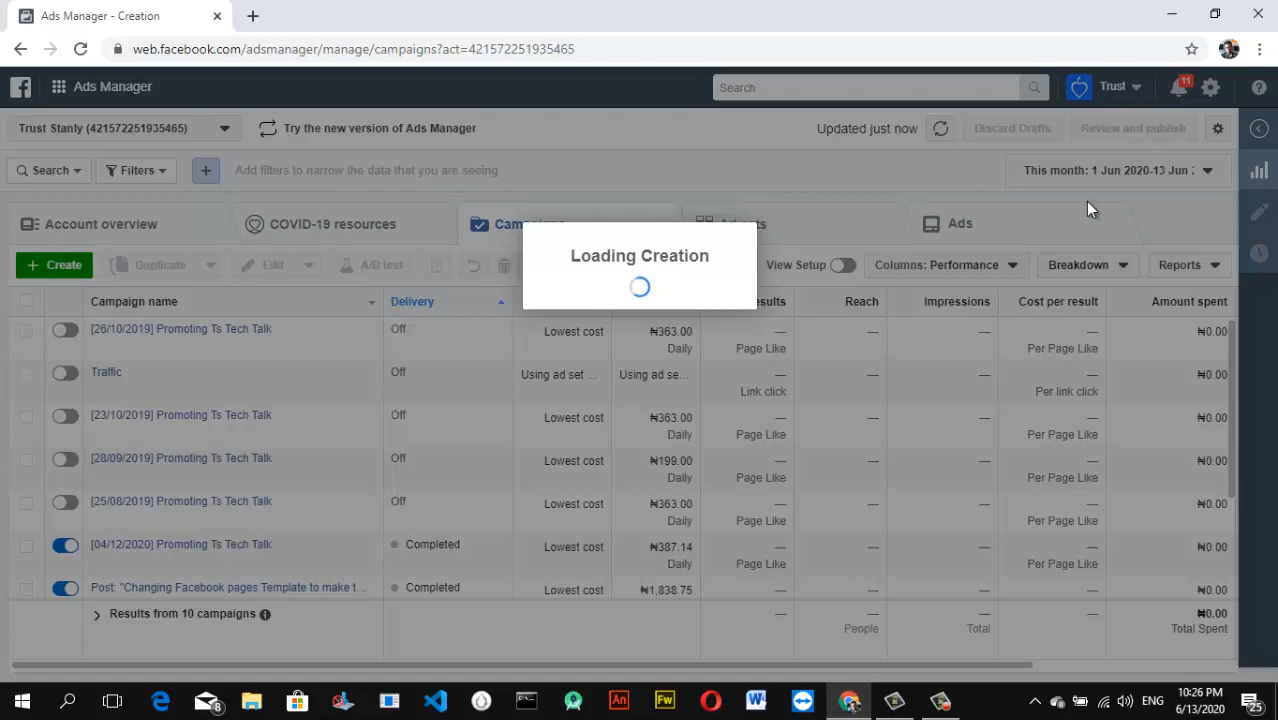 Ads Manager - Creation
web.facebook.com/adsmanager/manage/campaigns?act=421572251935465
Ads Manager
Search
Trust
11
Trust Stanly (421572251935465)
Try the new version of Ads Manager
Updated just now
Discard Drafts
Review and publish
Search
Filters
Add filters to narrow the data that you are seeing
This month: 1 Jun 2020-13 Jun
Account overview
COVID-19 resources
Ads
Loading Creation
+ Create
Duplicate
Edit
A/B test
View Setup
Columns: Performance
Breakdown
Reports
Campaign name
Delivery
Reach
Impressions
Cost per result
Amount spent
[26/10/2019] Promoting Ts Tech Talk
Off
Lowest cost
₦363.00
Daily
—
Page Like
—
—
—
Per Page Like
₦0.00
Traffic
Off
Using ad set ...
Using ad se...
—
Link click
—
—
—
Per link click
₦0.00
[23/10/2019] Promoting Ts Tech Talk
Off
Lowest cost
₦363.00
Daily
—
Page Like
—
—
—
Per Page Like
₦0.00
[28/09/2019] Promoting Ts Tech Talk
Off
Lowest cost
₦199.00
Daily
—
Page Like
—
—
—
Per Page Like
₦0.00
[25/08/2019] Promoting Ts Tech Talk
Off
Lowest cost
₦363.00
Daily
—
Page Like
—
—
—
Per Page Like
₦0.00
[04/12/2020] Promoting Ts Tech Talk
Completed
Lowest cost
₦387.14
Daily
—
Page Like
—
—
—
Per Page Like
₦0.00
Post: "Changing Facebook pages Template to make t...
Completed
Lowest cost
₦1,838.75
—
—
—
—
₦0.00
Results from 10 campaigns
—
—
People
—
Total
—
₦0.00
Total Spent
8
An
Fw
ENG
10:26 PM
6/13/2020
25